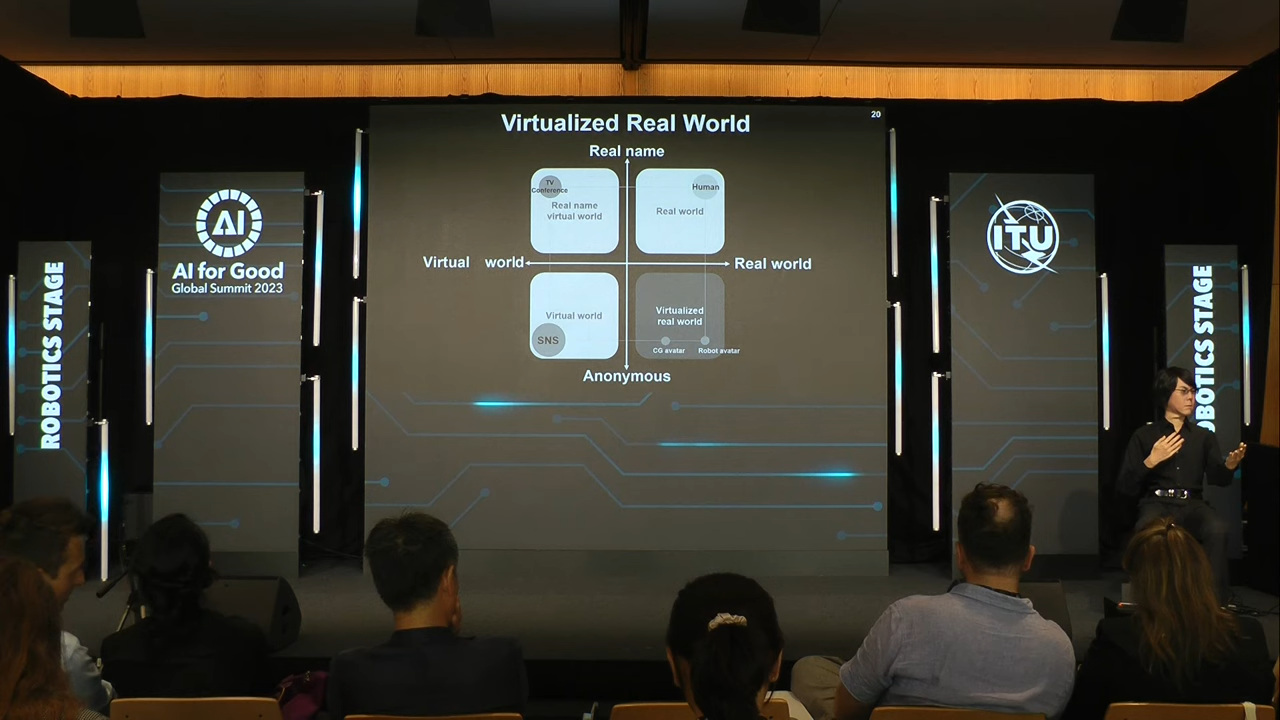 Virtualized Real World
20
Real name
TV
Conference
Real name
virtual world
Human
Real world
Virtual world
Real world
Virtual world
SNS
Virtualized
real world
CG avatar
Robot avatar
Anonymous
AI
AI for Good
Global Summit 2023
ROBOTICS STAGE
ITU
ROBOTICS STAGE